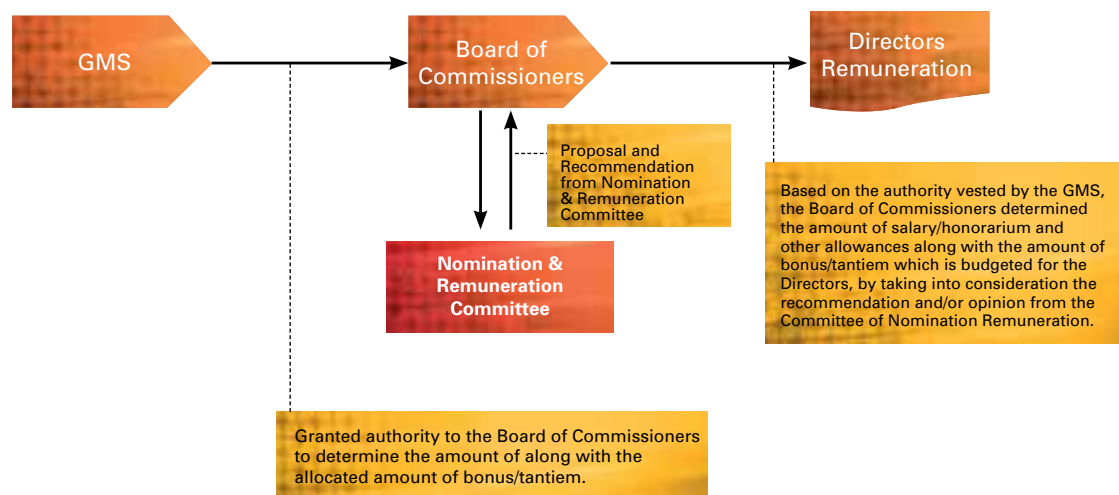 GMS
Board of
Commissioners
Directors
Remuneration
Proposal and
Recommendation
from Nomination
& Remuneration
Committee
Nomination &
Remuneration
Committee
Based on the authority vested by the GMS,
the Board of Commissioners determined
the amount of salary/honorarium and
other allowances along with the amount of
bonus/tantiem which is budgeted for the
Directors, by taking into consideration the
recommendation and/or opinion from the
Committee of Nomination Remuneration.
Granted authority to the Board of Commissioners
to determine the amount of along with the
allocated amount of bonus/tantiem.